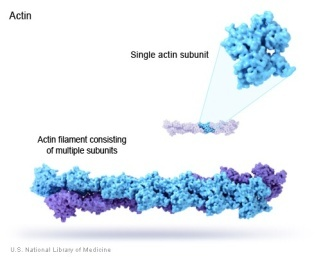 Actin
Single actin subunit
Actin filament consisting
of multiple subunits
U.S. National Library of Medicine